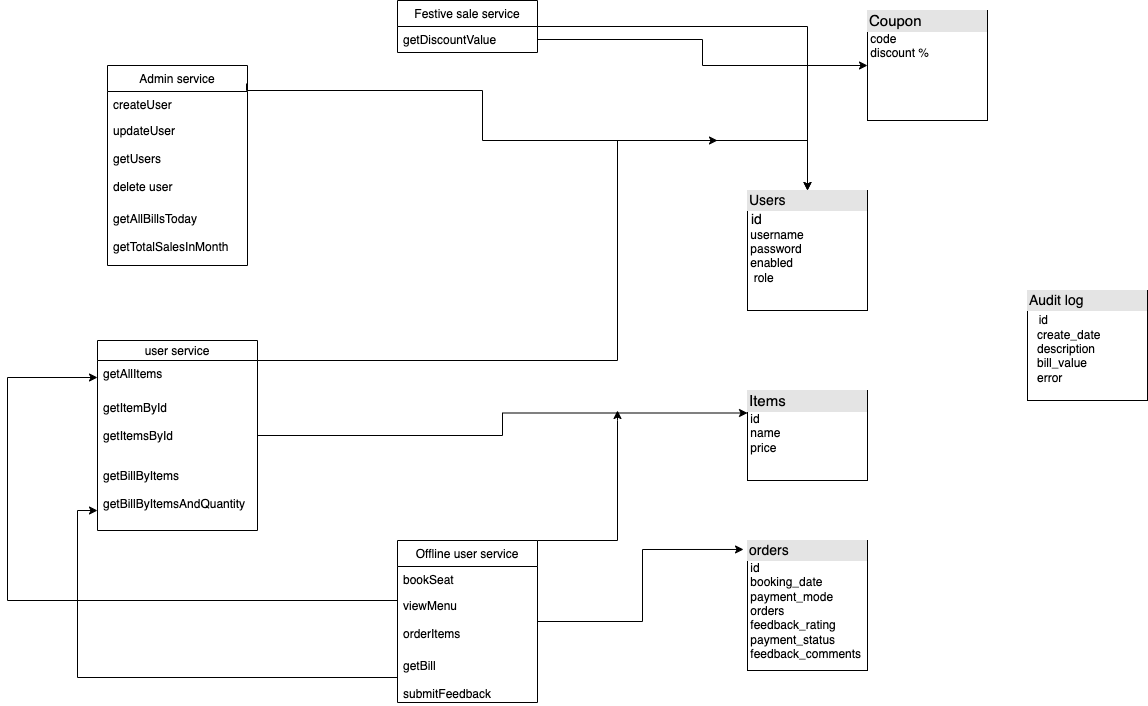 Festive sale service
getDiscountValue
Coupon
code
discount %
Admin service
createUser
updateUser
getUsers
delete user
getAllBillsToday
getTotalSalesInMonth
Users
id
username
password
enabled
role
Audit log
id
create_date
description
bill_value
error
user service
getAllItems
getItemById
getItemsById
getBillByItems
getBillByItemsAndQuantity
Items
id
name
price
Offline user service
bookSeat
viewMenu
orderItems
getBill
submitFeedback
orders
id
booking_date
payment_mode
orders
feedback_rating
payment_status
feedback_comments